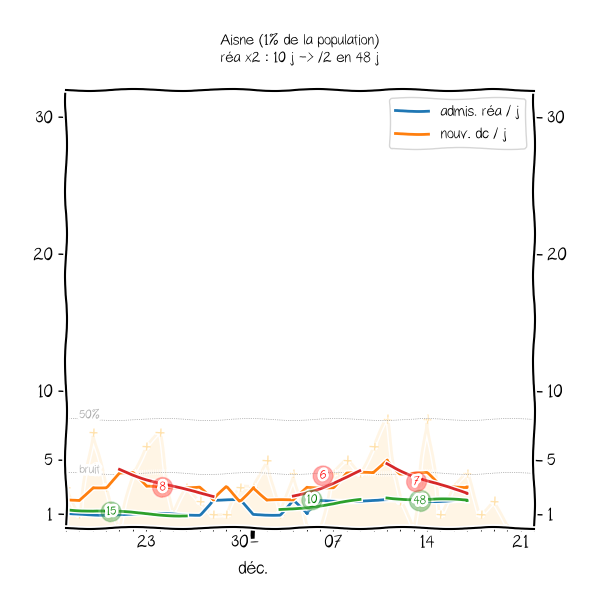 Aisne (1% de la population)
réa x2 : 10 j -> /2 en 48 j
admis. réa / j
nouv. dc / j
30 30
20 20
10 10
50%
5 5
bruit
8 6 7
15 10 48
1 1
23 30 07 14 21
déc.